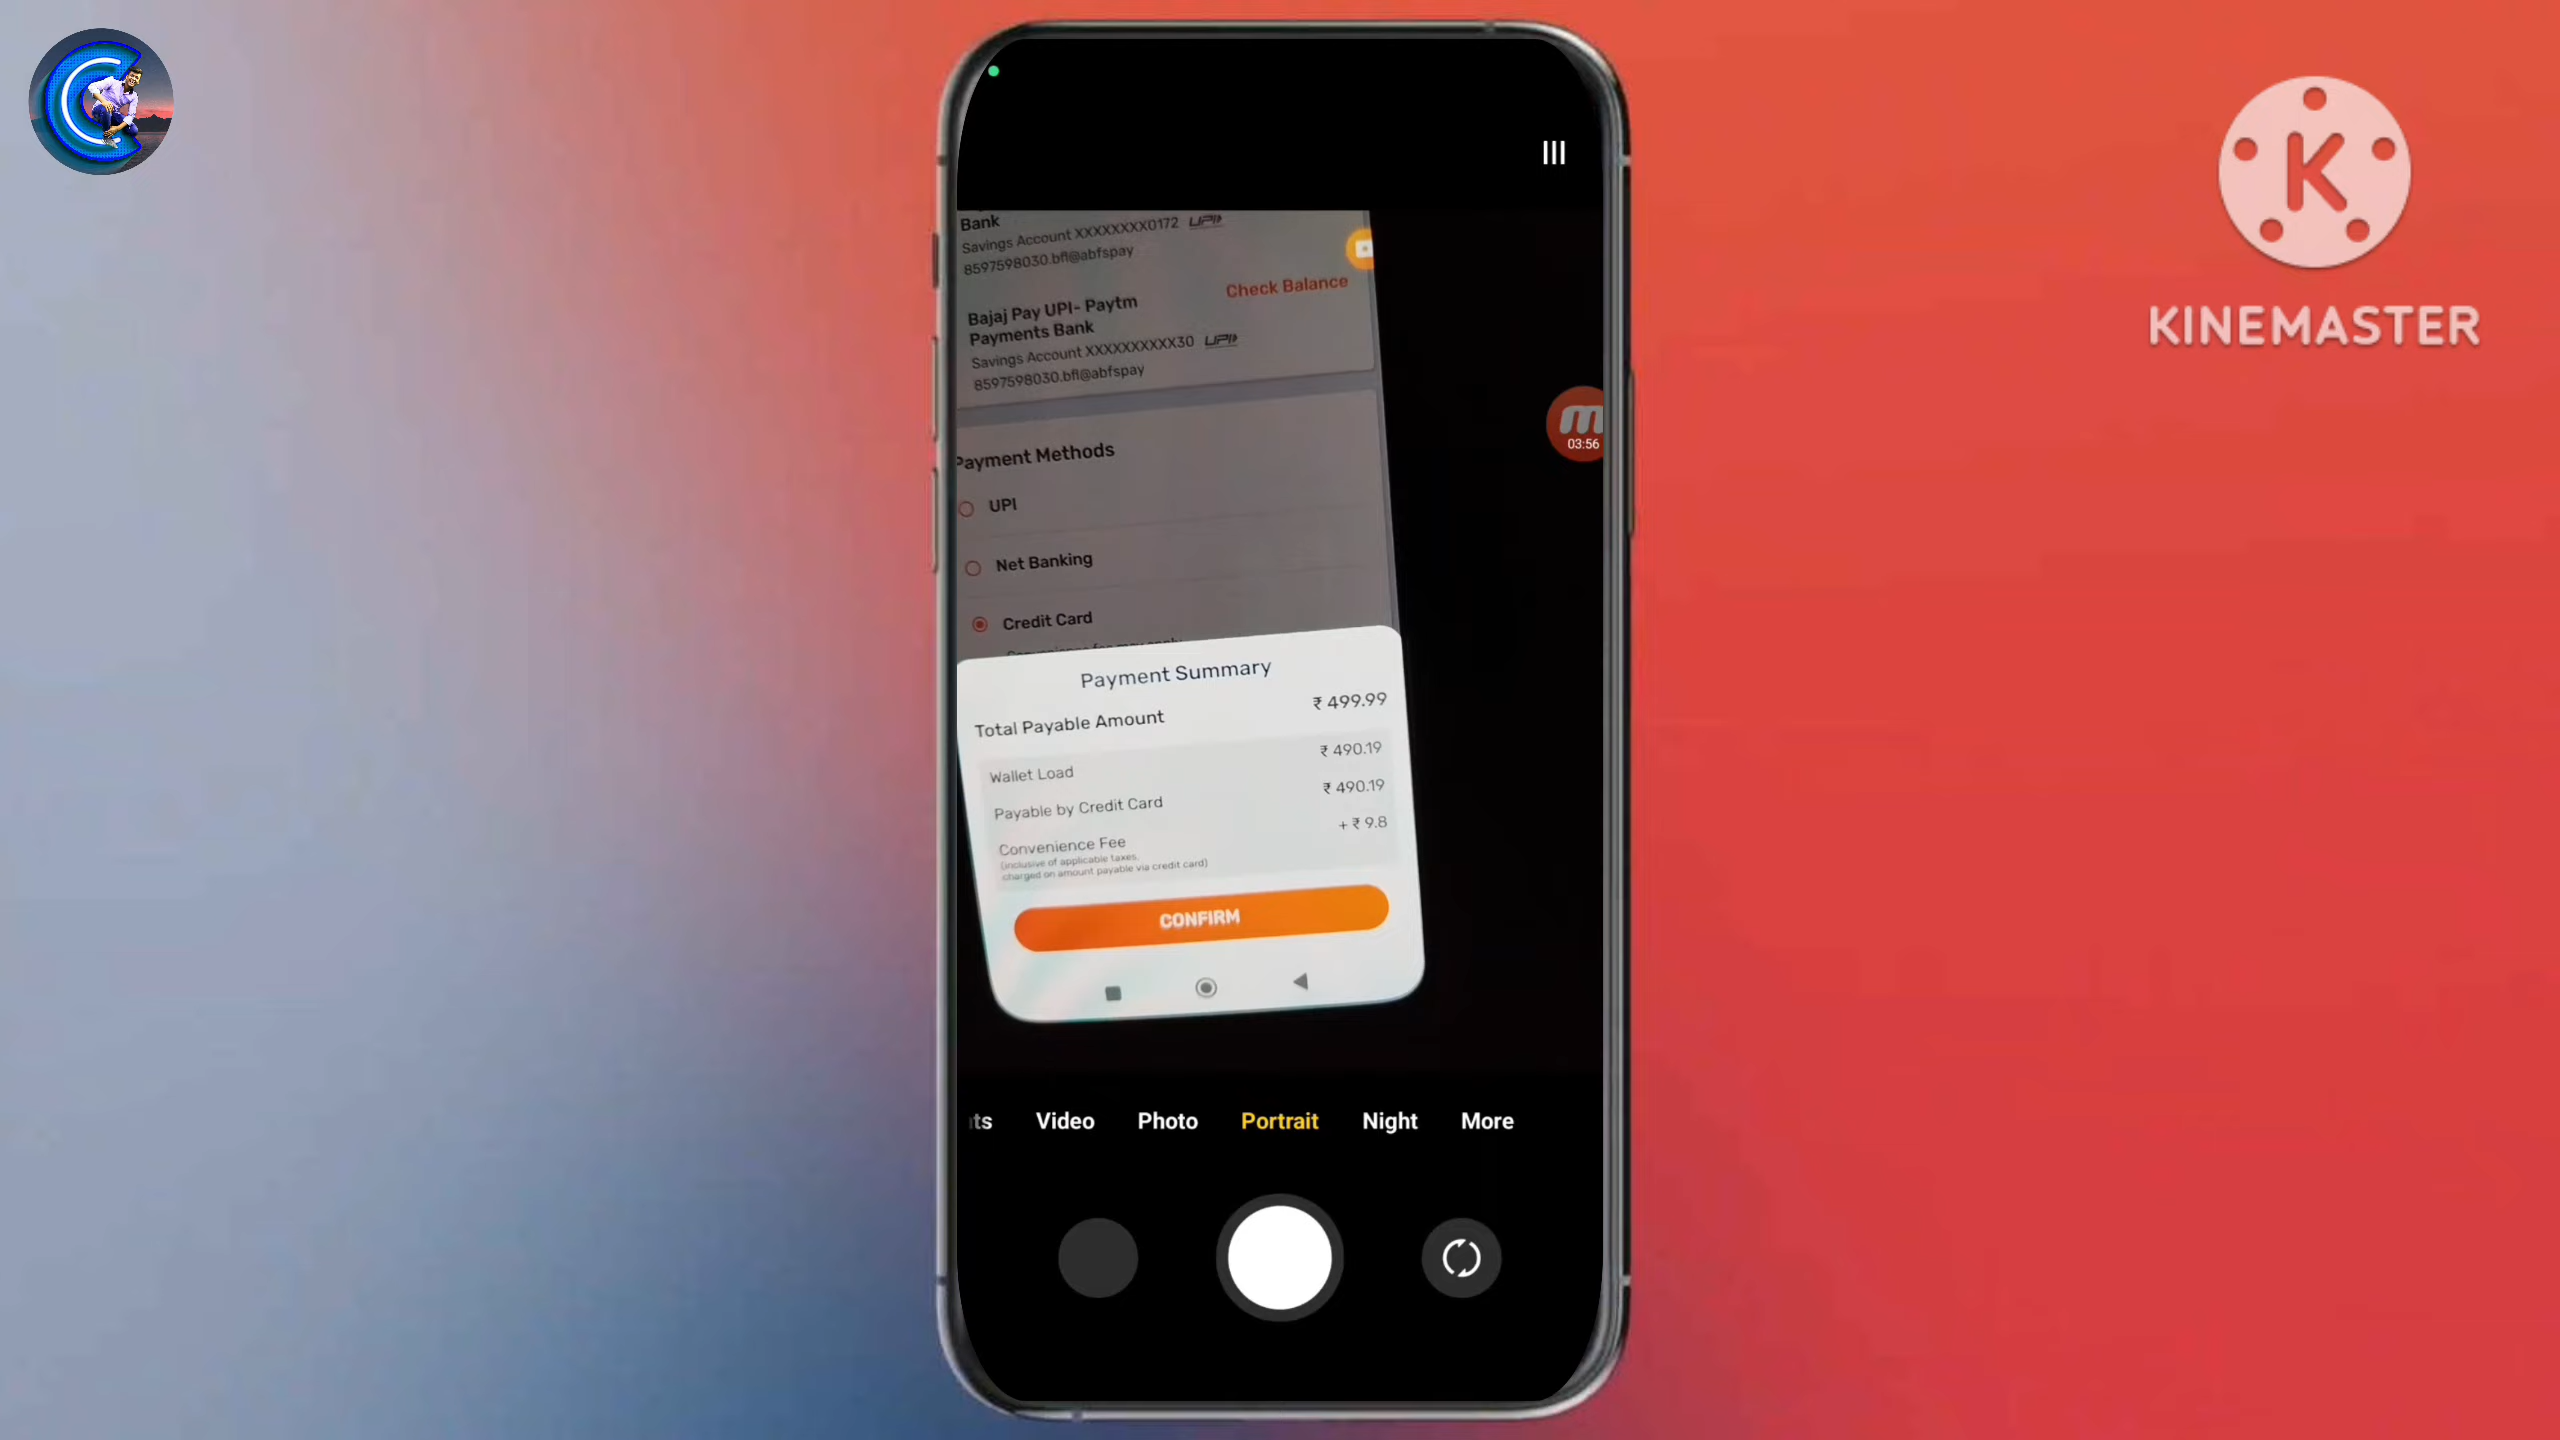 KINEMASTER
03:56
Bank
Savings Account XXXXXXXX0172 UPI
8597598030.bfl@abfspay
Check Balance
Bajaj Pay UPI- Paytm
Payments Bank
Savings Account XXXXXXXXXX30 UPI
8597598030.bfl@abfspay
Payment Methods
UPI
Net Banking
Credit Card
Payment Summary
Total Payable Amount ₹ 499.99
Wallet Load ₹ 490.19
Payable by Credit Card ₹ 490.19
Convenience Fee + ₹ 9.8
(inclusive of applicable taxes,
charged on amount payable via credit card)
CONFIRM
Video Photo Portrait Night More